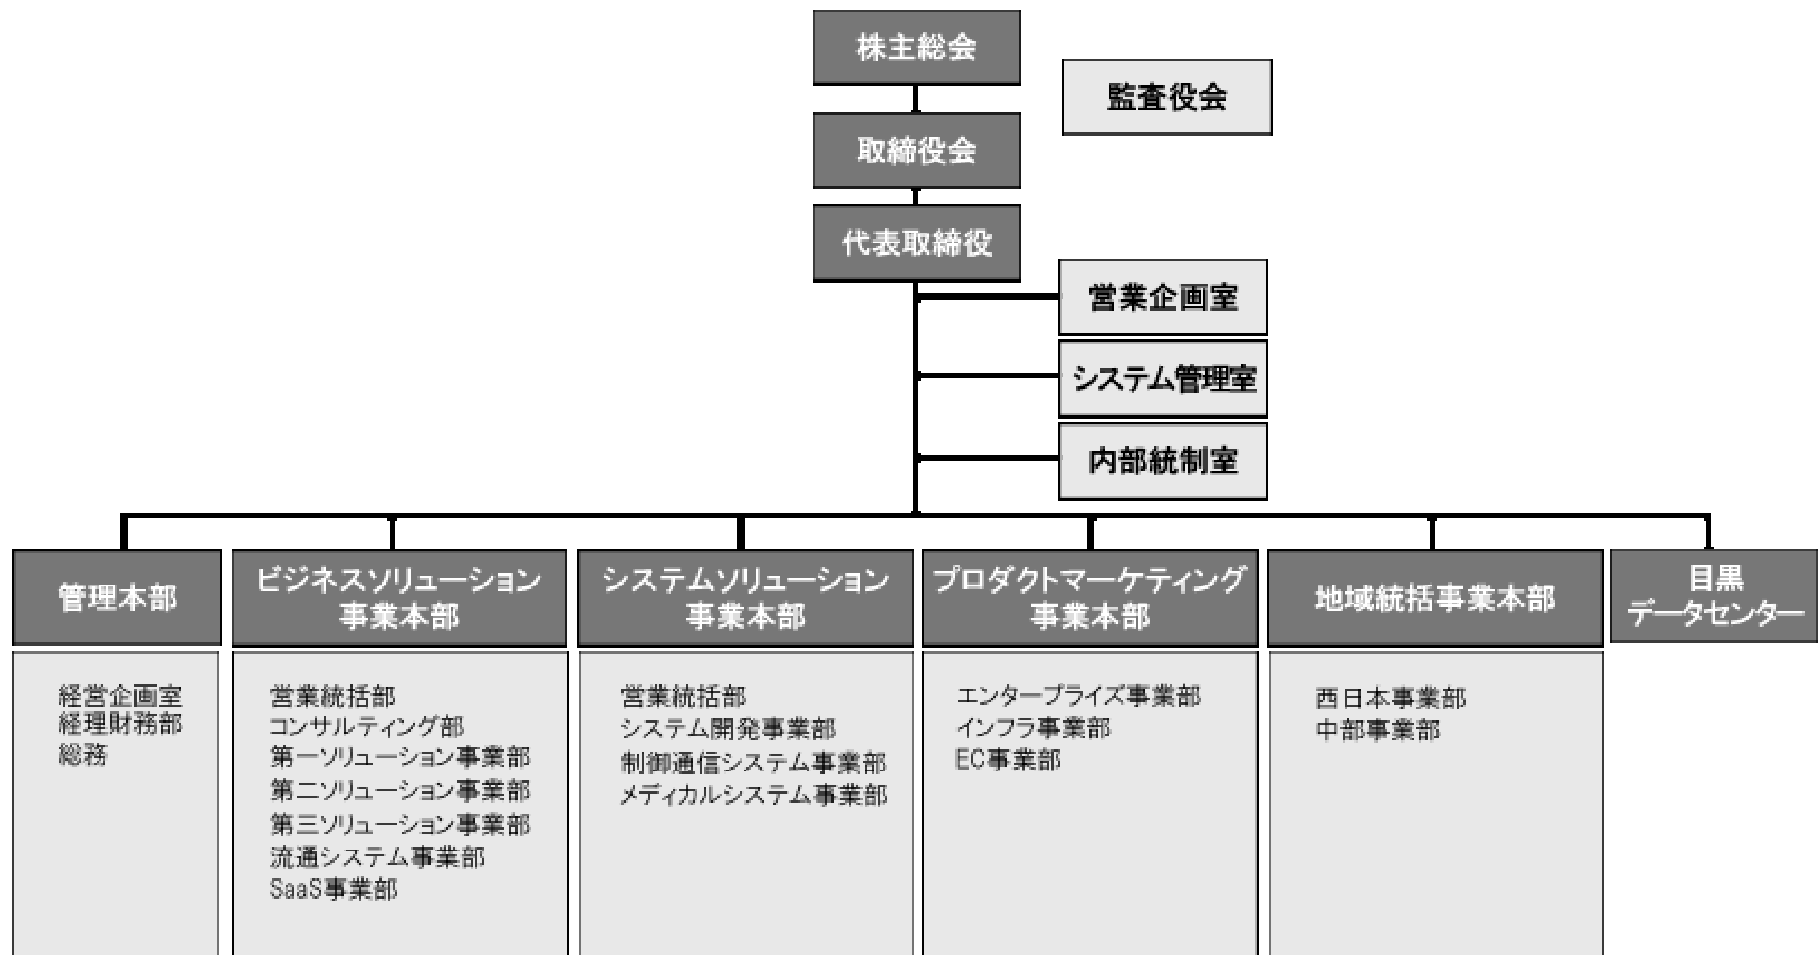 株主総会
監査役会
取締役会
代表取締役
営業企画室
システム管理室
内部統制室
管理本部
ビジネスソリューション
事業本部
システムソリューション
事業本部
プロダクトマーケティング
事業本部
地域統括事業本部
目黒
データセンター
経営企画室
経理財務部
総務
営業統括部
コンサルティング部
第一ソリューション事業部
第二ソリューション事業部
第三ソリューション事業部
流通システム事業部
SaaS事業部
営業統括部
システム開発事業部
制御通信システム事業部
メディカルシステム事業部
エンタープライズ事業部
インフラ事業部
EC事業部
西日本事業部
中部事業部